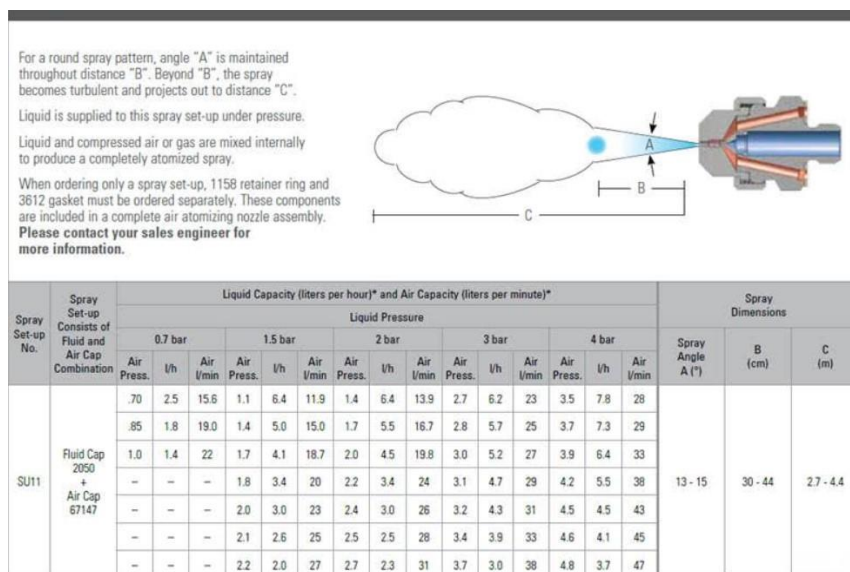 For a round spray pattern, angle "A" is maintained
throughout distance "B". Beyond "B", the spray
becomes turbulent and projects out to distance "C".
Liquid is supplied to this spray set-up under pressure.
Liquid and compressed air or gas are mixed internally
to produce a completely atomized spray.
When ordering only a spray set-up, 1158 retainer ring and
3612 gasket must be ordered separately. These components
are included in a complete air atomizing nozzle assembly.
Please contact your sales engineer for
more information.
A
B
C
Spray Set-up No.
Spray Set-up Consists of Fluid and Air Cap Combination
Liquid Capacity (liters per hour)* and Air Capacity (liters per minute)*
Spray Dimensions
Liquid Pressure
0.7 bar 1.5 bar 2 bar 3 bar 4 bar
Spray Angle A (°) B (cm) C (m)
Air Press. l/h Air l/min Air Press. l/h Air l/min Air Press. l/h Air l/min Air Press. l/h Air l/min Air Press. l/h Air l/min
.70 2.5 15.6 1.1 6.4 11.9 1.4 6.4 13.9 2.7 6.2 23 3.5 7.8 28
.85 1.8 19.0 1.4 5.0 15.0 1.7 5.5 16.7 2.8 5.7 25 3.7 7.3 29
1.0 1.4 22 1.7 4.1 18.7 2.0 4.5 19.8 3.0 5.2 27 3.9 6.4 33
SU11 Fluid Cap 2050 + Air Cap 67147 – – – 1.8 3.4 20 2.2 3.4 24 3.1 4.7 29 4.2 5.5 38 13 - 15 30 - 44 2.7 - 4.4
– – – 2.0 3.0 23 2.4 3.0 26 3.2 4.3 31 4.5 4.5 43
– – – 2.1 2.6 25 2.5 2.5 28 3.4 3.9 33 4.6 4.1 45
– – – 2.2 2.0 27 2.7 2.3 31 3.7 3.0 38 4.8 3.7 47